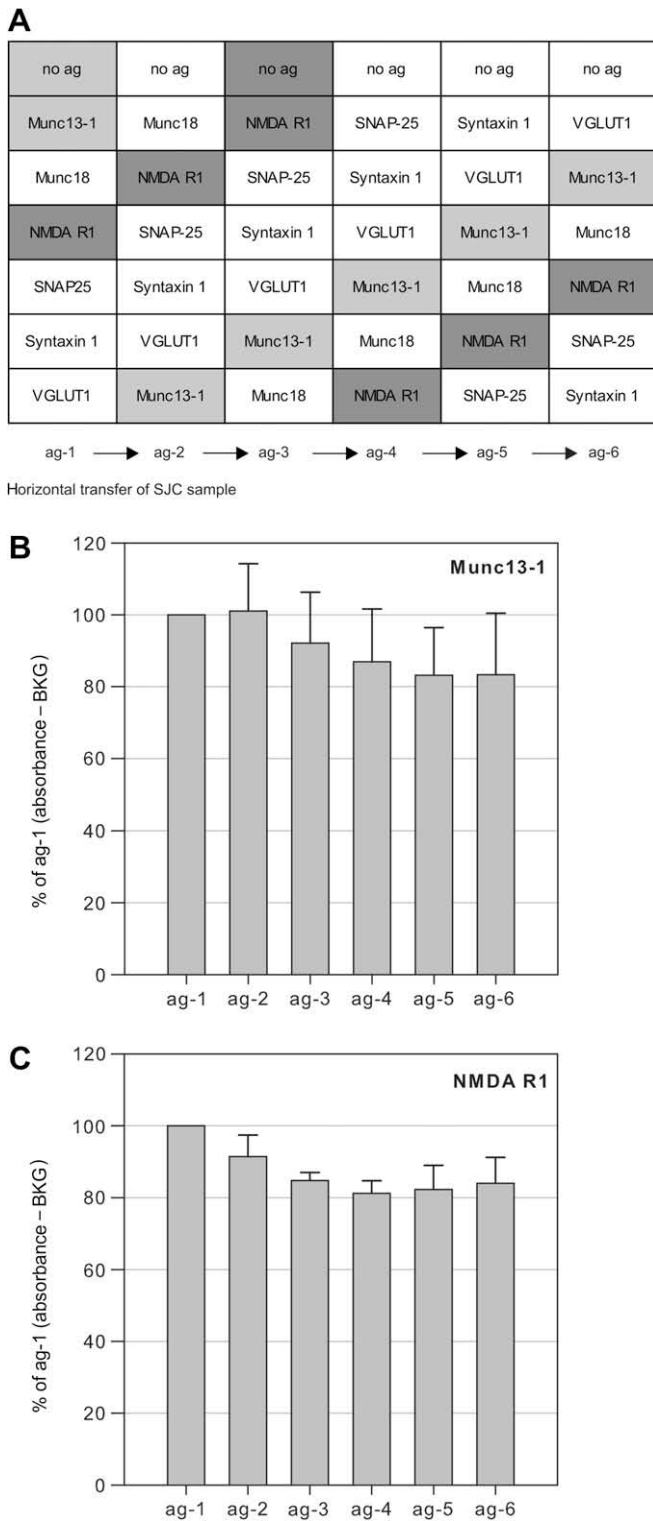 A
no ag no ag no ag no ag no ag no ag
Munc13-1 Munc18 NMDA R1 SNAP-25 Syntaxin 1 VGLUT1
Munc18 NMDA R1 SNAP-25 Syntaxin 1 VGLUT1 Munc13-1
NMDA R1 SNAP-25 Syntaxin 1 VGLUT1 Munc13-1 Munc18
SNAP25 Syntaxin 1 VGLUT1 Munc13-1 Munc18 NMDA R1
Syntaxin 1 VGLUT1 Munc13-1 Munc18 NMDA R1 SNAP-25
VGLUT1 Munc13-1 Munc18 NMDA R1 SNAP-25 Syntaxin 1
ag-1 → ag-2 → ag-3 → ag-4 → ag-5 → ag-6
Horizontal transfer of SJC sample
B
Munc13-1
% of ag-1 (absorbance – BKG)
120
100
80
60
40
20
0
ag-1 ag-2 ag-3 ag-4 ag-5 ag-6
C
NMDA R1
% of ag-1 (absorbance – BKG)
120
100
80
60
40
20
0
ag-1 ag-2 ag-3 ag-4 ag-5 ag-6